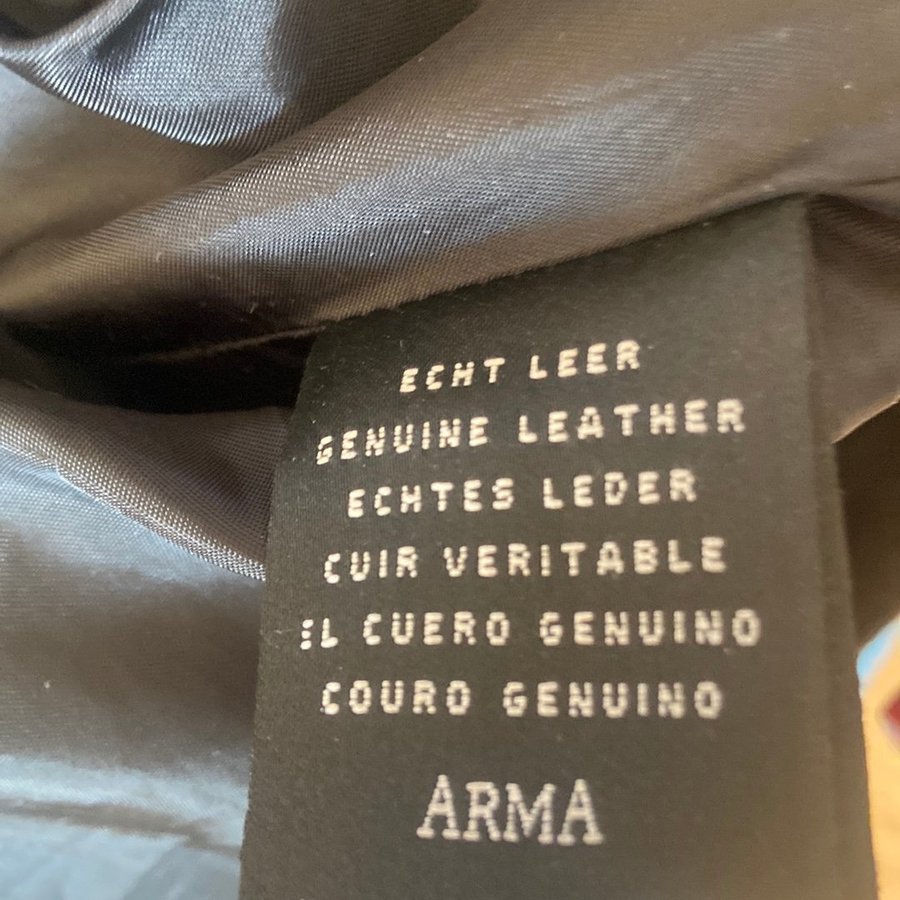 ECHT LEER
GENUINE LEATHER
ECHTES LEDER
CUIR VERITABLE
EL CUERO GENUINO
COURO GENUINO
ARMA